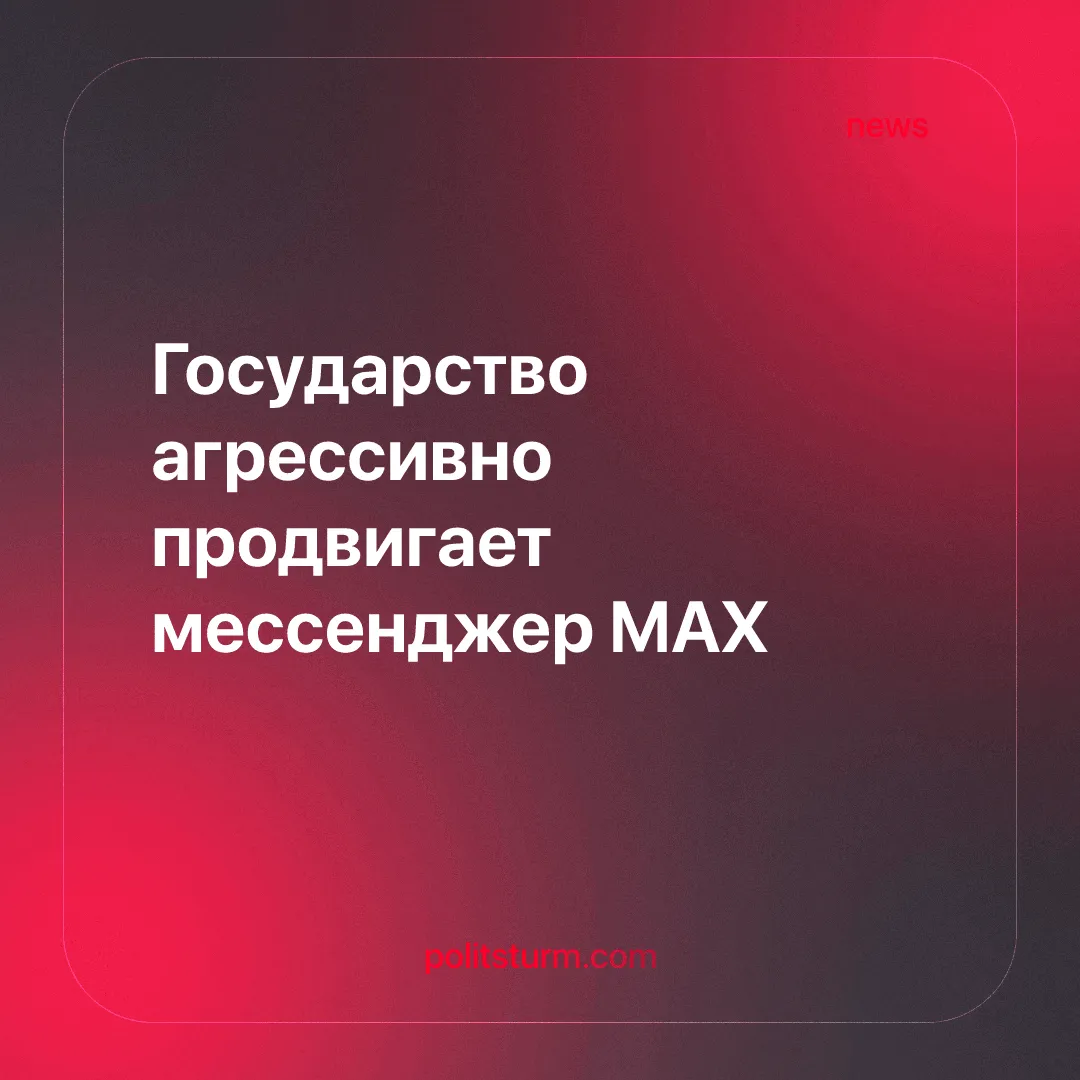 news
Государство
агрессивно
продвигает
мессенджер MAX
politsturm.com